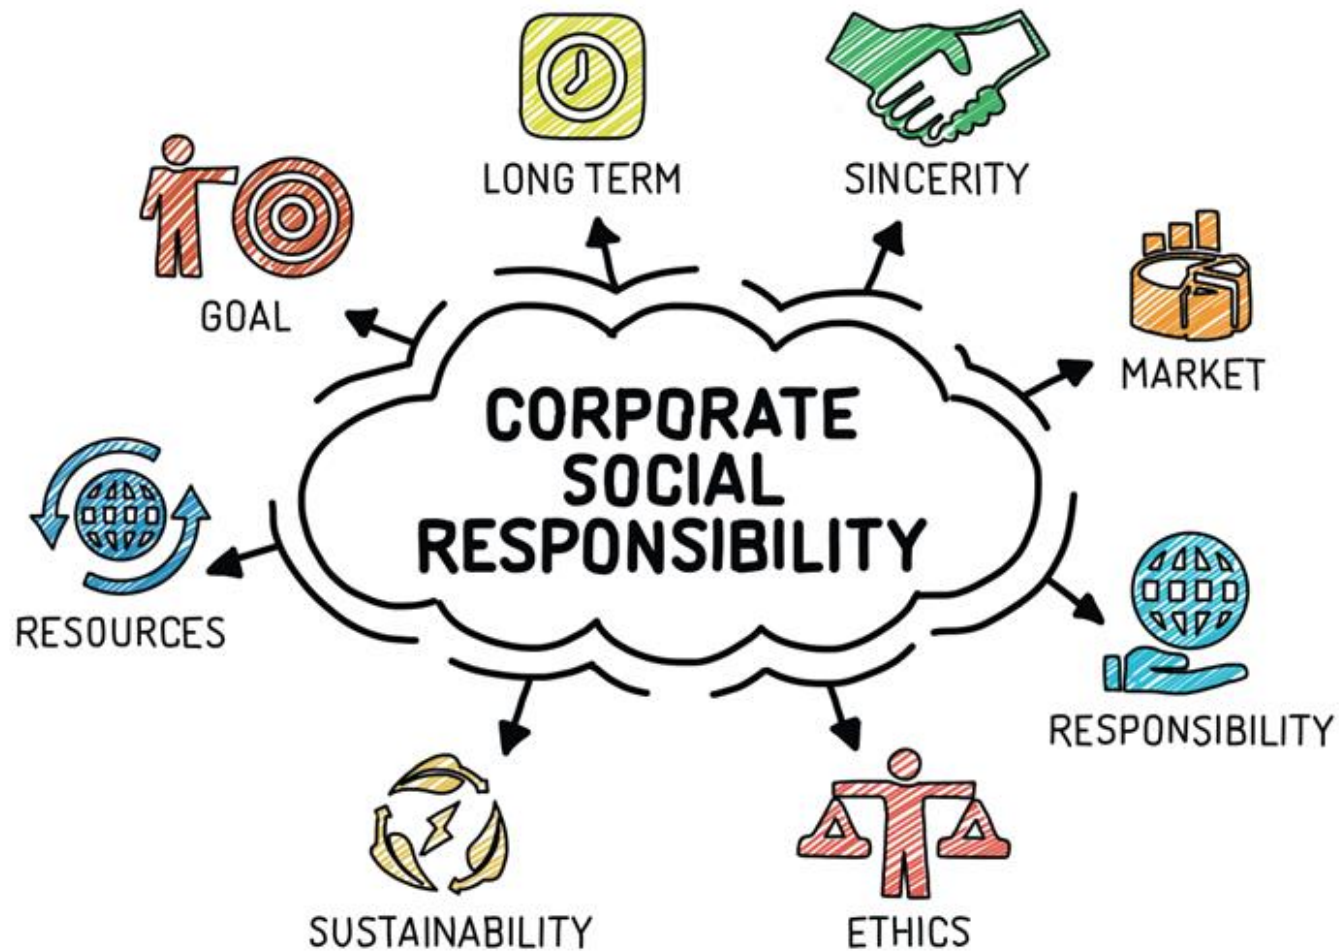 LONG TERM
SINCERITY
GOAL
MARKET
CORPORATE
SOCIAL
RESPONSIBILITY
RESOURCES
RESPONSIBILITY
SUSTAINABILITY
ETHICS